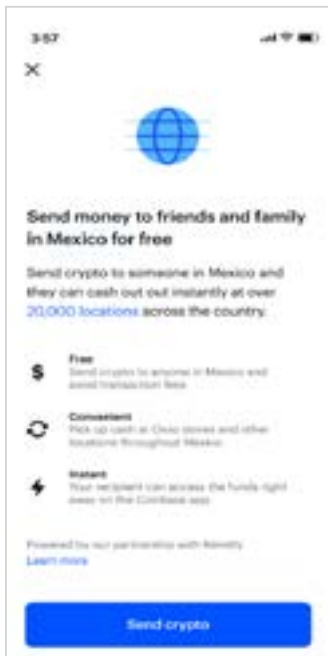 3:57
Send money to friends and family
in Mexico for free
Send crypto to someone in Mexico and
they can cash out out instantly at over
20,000 locations across the country.
Free
Send crypto to anyone in Mexico and
avoid transaction fees
Convenient
Pick up cash at Oxxo stores and other
locations throughout Mexico
Instant
Your recipient can access the funds right
away on the Coinbase app
Powered by our partnership with Remitly
Learn more
Send crypto